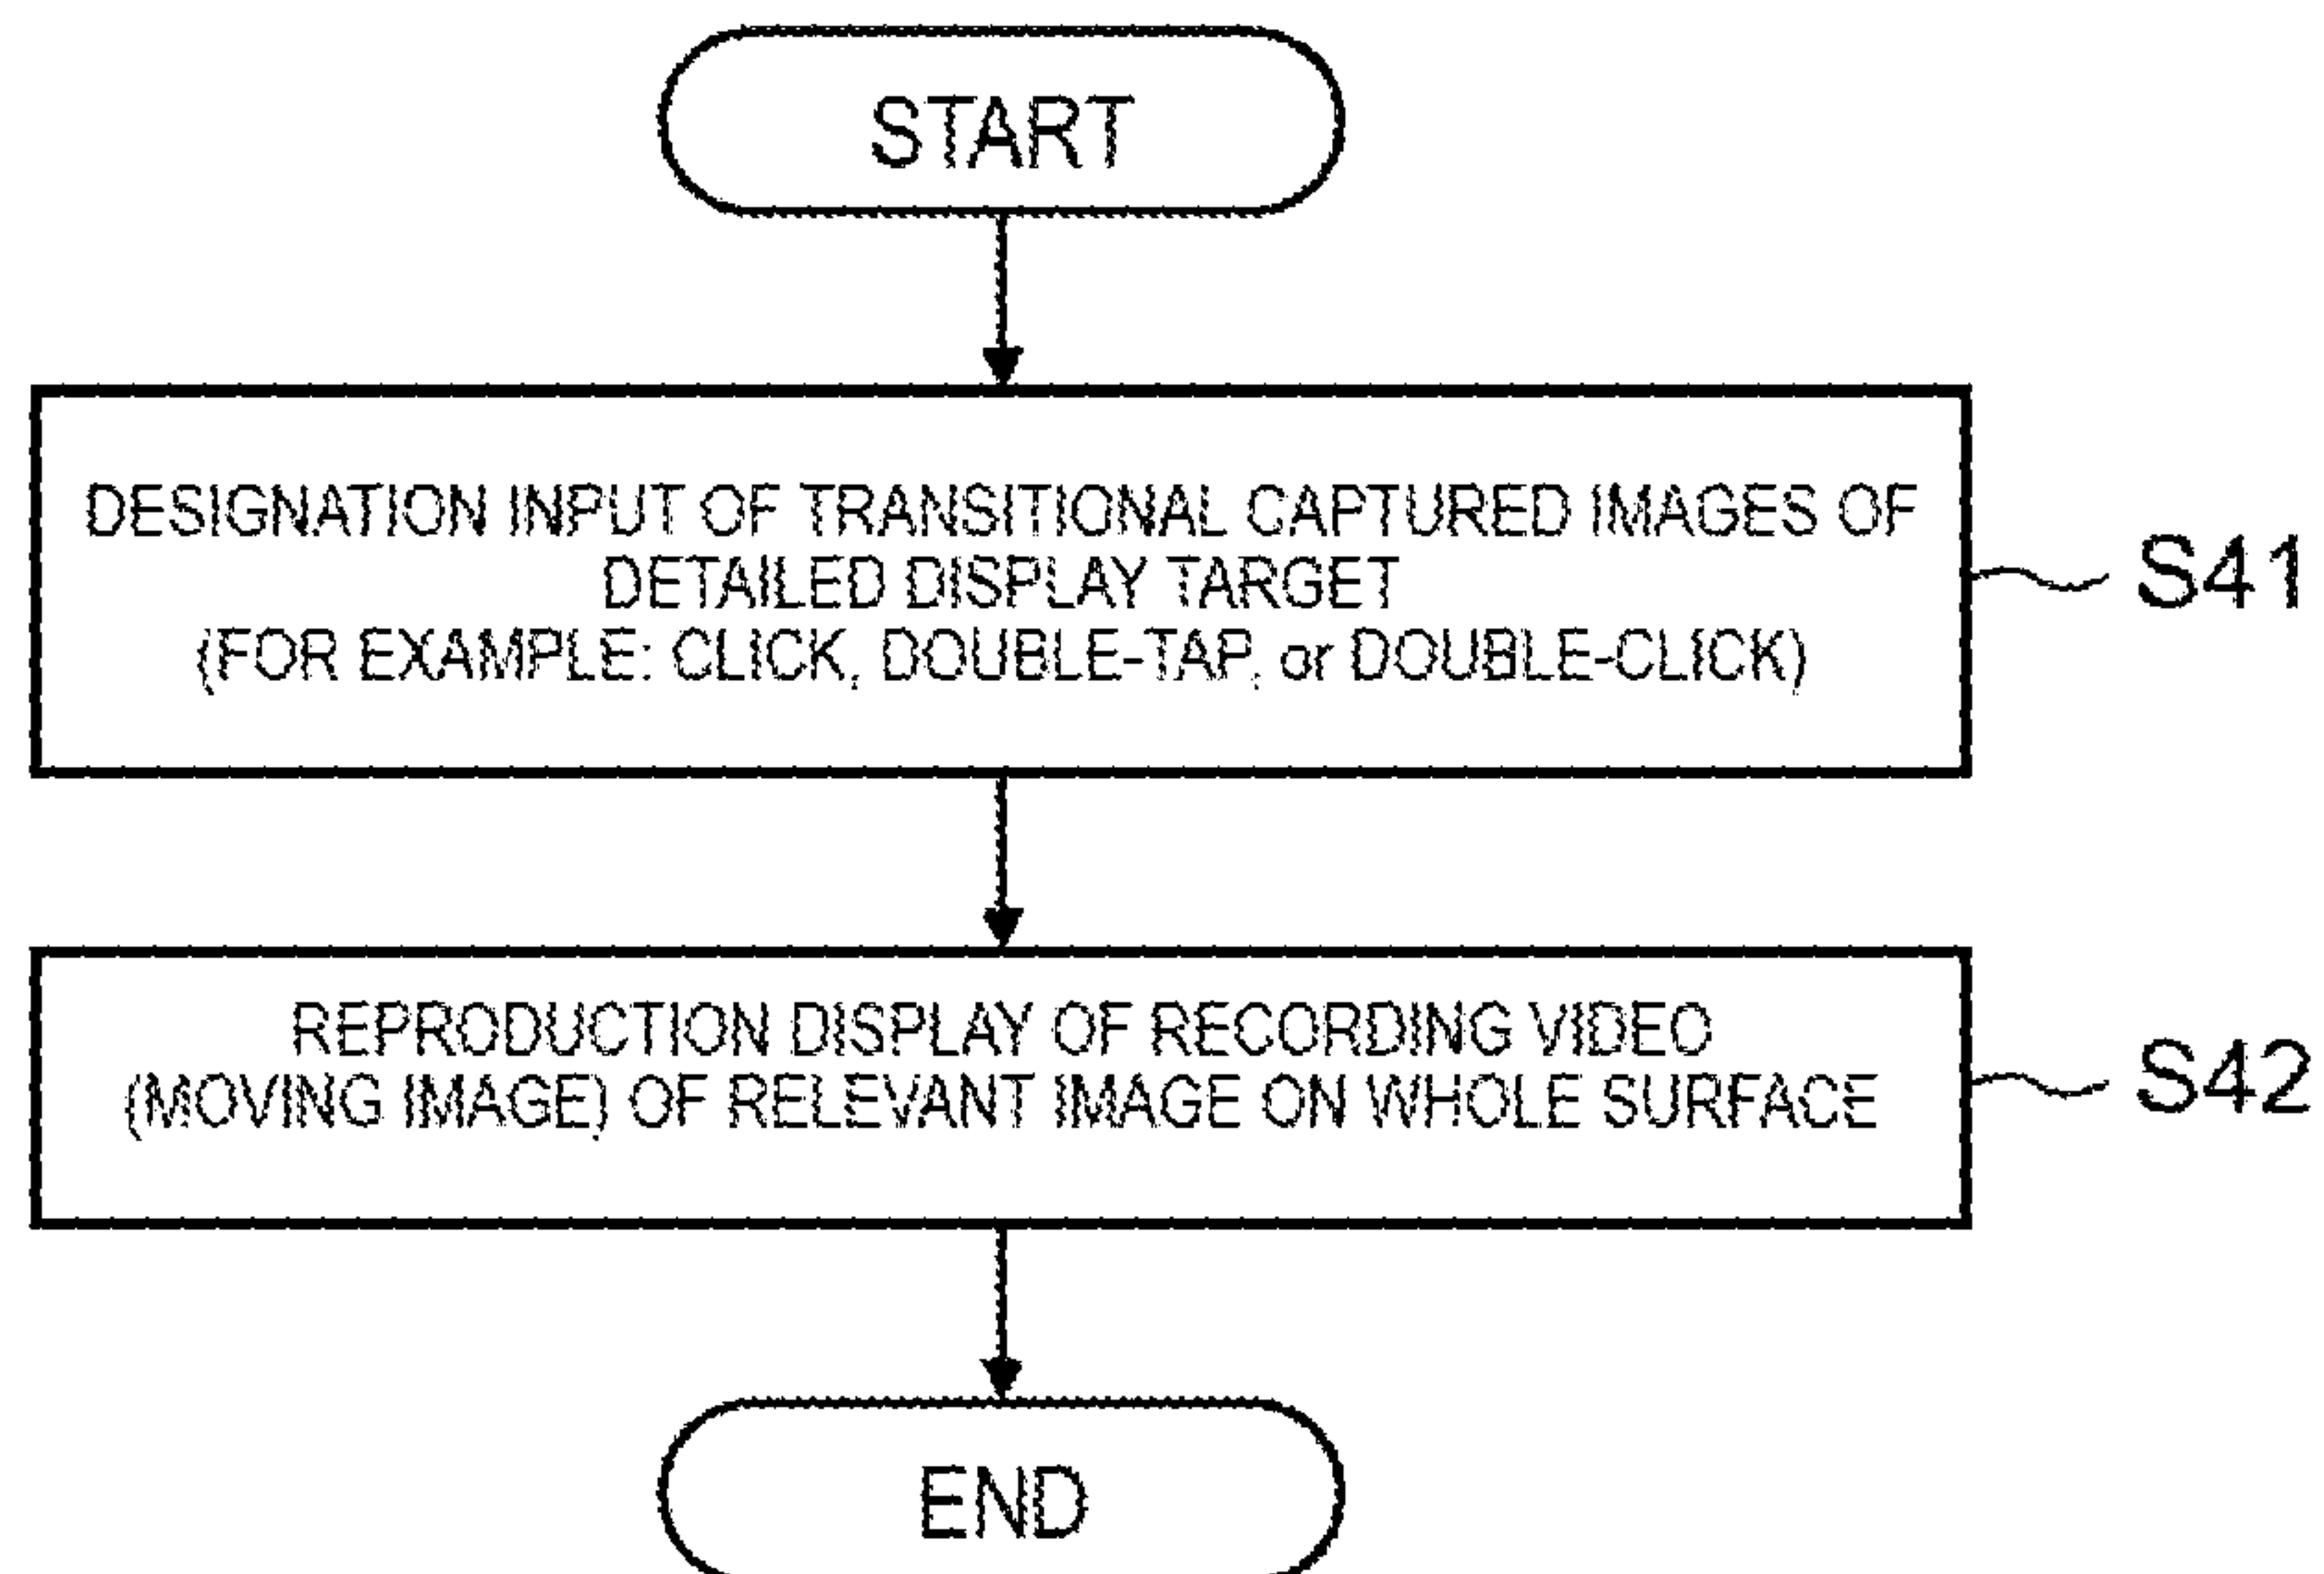 START
DESIGNATION INPUT OF TRANSITIONAL CAPTURED IMAGES OF
DETAILED DISPLAY TARGET
(FOR EXAMPLE: CLICK, DOUBLE-TAP, or DOUBLE-CLICK)
S41
REPRODUCTION DISPLAY OF RECORDING VIDEO
(MOVING IMAGE) OF RELEVANT IMAGE ON WHOLE SURFACE
S42
END